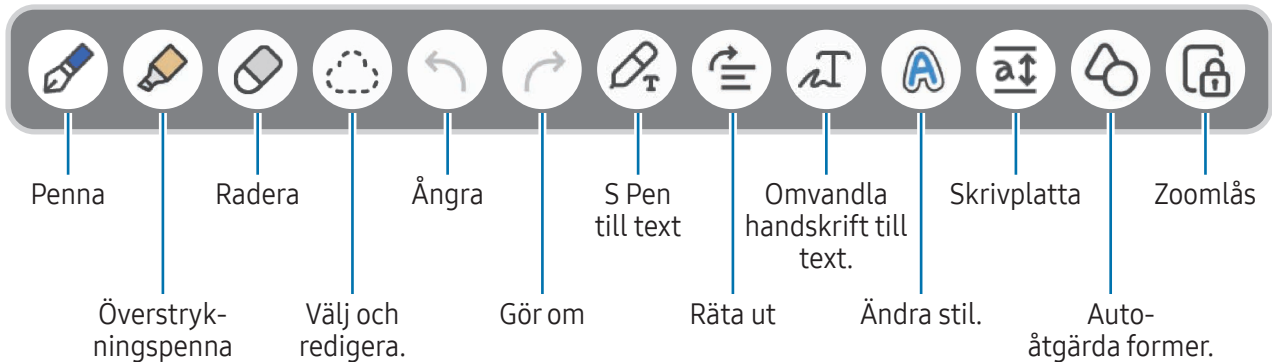 Penna
Radera
Ångra
S Pen
till text
Omvandla
handskrift till
text.
Skrivplatta
Zoomlås
Överstryk-
ningspenna
Välj och
redigera.
Gör om
Räta ut
Ändra stil.
Auto-
åtgärda former.